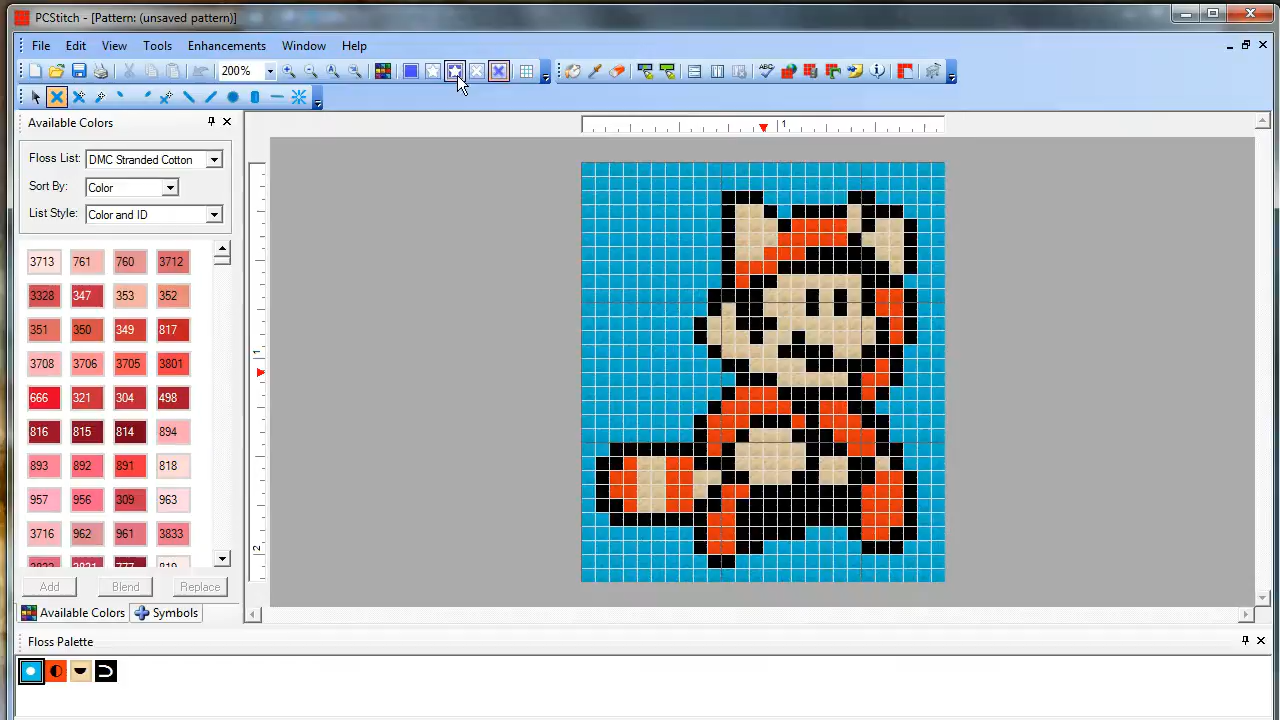 PCStitch - [Pattern: (unsaved pattern)]
File Edit View Tools Enhancements Window Help
200%
Available Colors
Floss List: DMC Stranded Cotton
Sort By: Color
List Style: Color and ID
3713 761 760 3712
3328 347 353 352
351 350 349 817
3708 3706 3705 3801
666 321 304 498
816 815 814 894
893 892 891 818
957 956 309 963
3716 962 961 3833
Add Blend Replace
Available Colors Symbols
1
1
2
Floss Palette